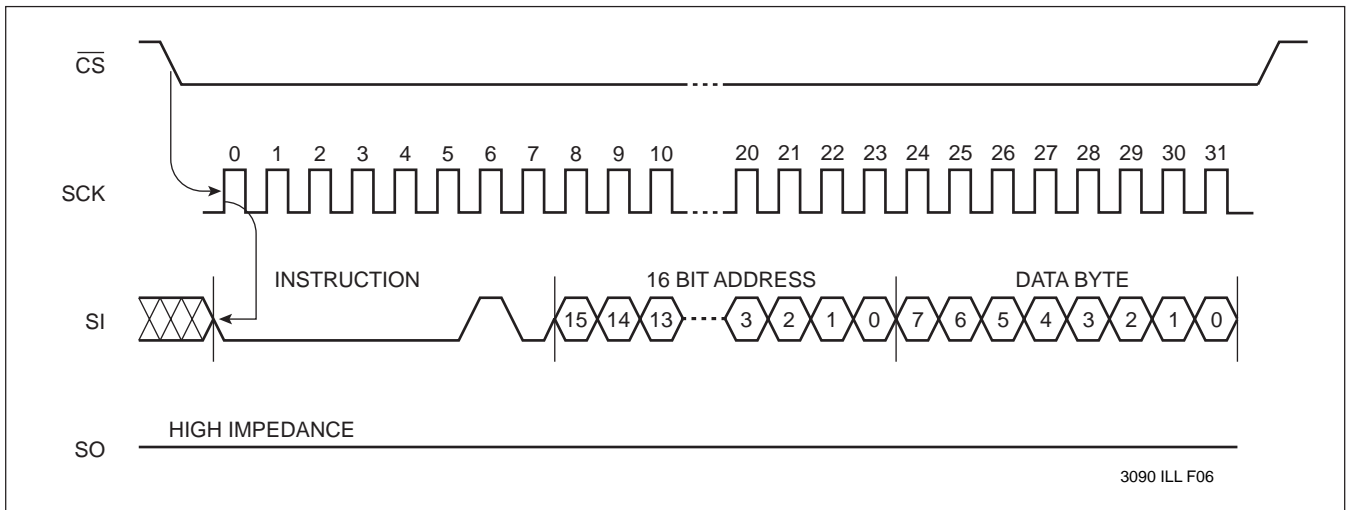 CS
0 1 2 3 4 5 6 7 8 9 10 20 21 22 23 24 25 26 27 28 29 30 31
SCK
INSTRUCTION 16 BIT ADDRESS DATA BYTE
SI 15 14 13 3 2 1 0 7 6 5 4 3 2 1 0
HIGH IMPEDANCE
SO
3090 ILL F06